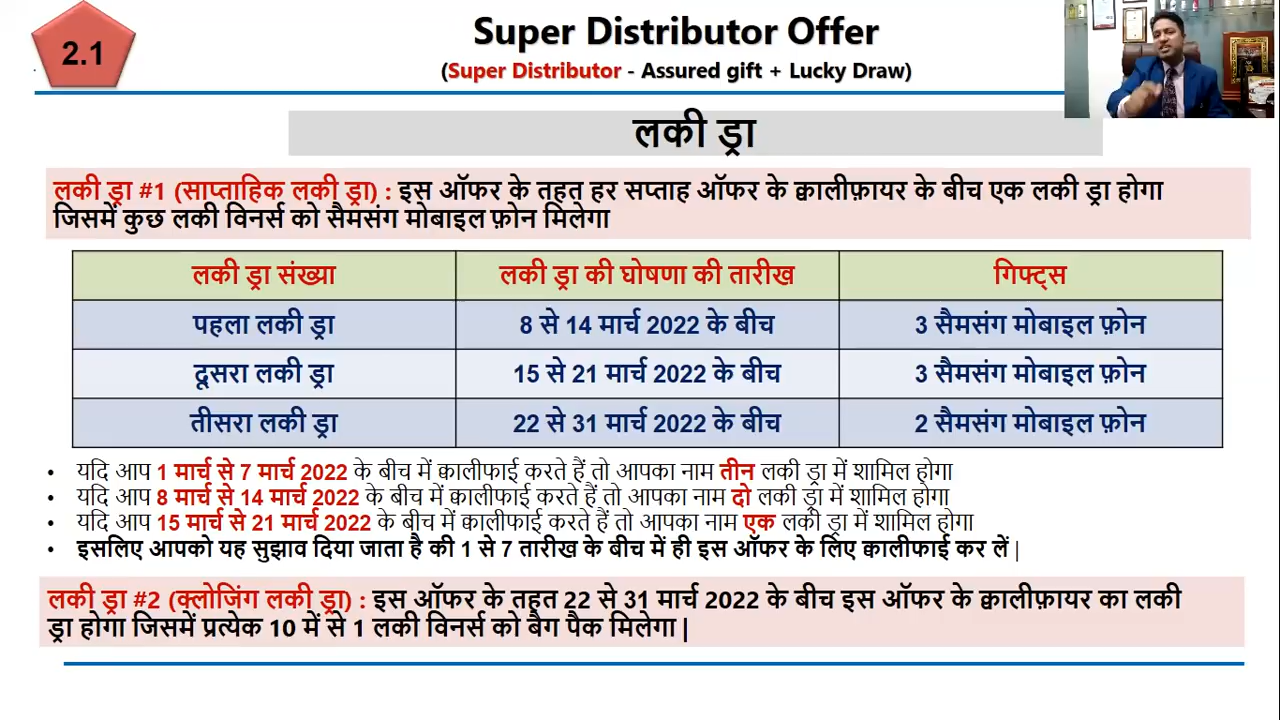 2.1
Super Distributor Offer
(Super Distributor - Assured gift + Lucky Draw)
लकी ड्रा
लकी ड्रा #1 (साप्ताहिक लकी ड्रा) : इस ऑफर के तहत हर सप्ताह ऑफर के क्वालीफ़ायर के बीच एक लकी ड्रा होगा
जिसमें कुछ लकी विनर्स को सैमसंग मोबाइल फ़ोन मिलेगा
लकी ड्रा संख्या लकी ड्रा की घोषणा की तारीख गिफ्ट्स
पहला लकी ड्रा 8 से 14 मार्च 2022 के बीच 3 सैमसंग मोबाइल फ़ोन
दूसरा लकी ड्रा 15 से 21 मार्च 2022 के बीच 3 सैमसंग मोबाइल फ़ोन
तीसरा लकी ड्रा 22 से 31 मार्च 2022 के बीच 2 सैमसंग मोबाइल फ़ोन
• यदि आप 1 मार्च से 7 मार्च 2022 के बीच में क्वालीफाई करते हैं तो आपका नाम तीन लकी ड्रा में शामिल होगा
• यदि आप 8 मार्च से 14 मार्च 2022 के बीच में क्वालीफाई करते हैं तो आपका नाम दो लकी ड्रा में शामिल होगा
• यदि आप 15 मार्च से 21 मार्च 2022 के बीच में क्वालीफाई करते हैं तो आपका नाम एक लकी ड्रा में शामिल होगा
• इसलिए आपको यह सुझाव दिया जाता है की 1 से 7 तारीख के बीच में ही इस ऑफर के लिए क्वालीफाई कर लें |
लकी ड्रा #2 (क्लोजिंग लकी ड्रा) : इस ऑफर के तहत 22 से 31 मार्च 2022 के बीच इस ऑफर के क्वालीफ़ायर का लकी
ड्रा होगा जिसमें प्रत्येक 10 में से 1 लकी विनर्स को बैग पैक मिलेगा |